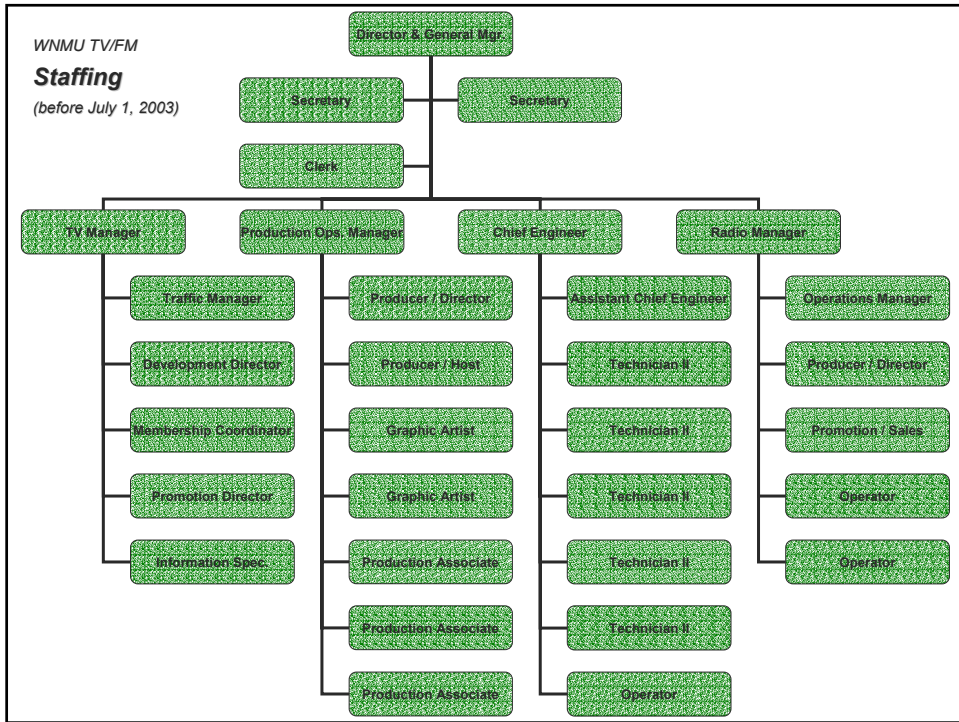 WNMU TV/FM
Staffing
(before July 1, 2003)
Director & General Mgr.
Secretary
Secretary
Clerk
TV Manager
Production Ops. Manager
Chief Engineer
Radio Manager
Traffic Manager
Producer / Director
Assistant Chief Engineer
Operations Manager
Development Director
Producer / Host
Technician II
Producer / Director
Membership Coordinator
Graphic Artist
Technician II
Promotion / Sales
Promotion Director
Graphic Artist
Technician II
Operator
Information Spec.
Production Associate
Technician II
Operator
Production Associate
Technician II
Production Associate
Operator